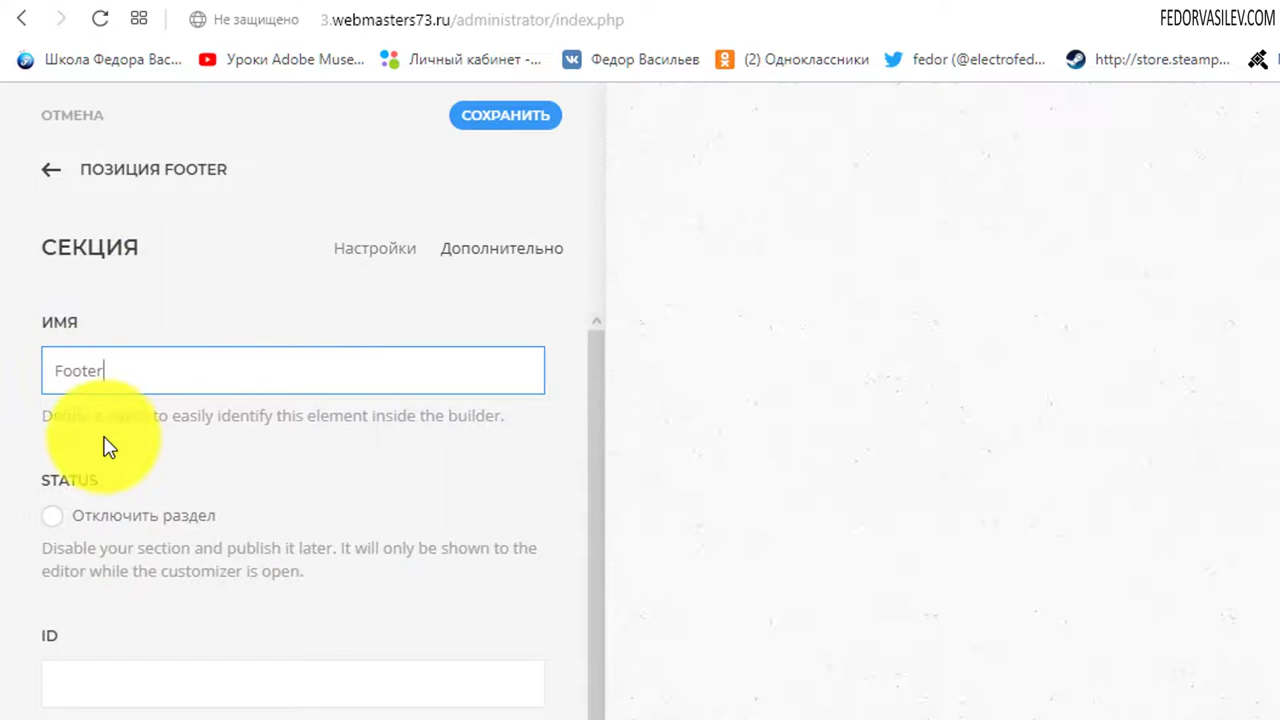 FEDORVASILEV.COM
Не защищено 3.webmasters73.ru/administrator/index.php
Школа Федора Вас... Уроки Adobe Muse... Личный кабинет -... Федор Васильев (2) Одноклассники fedor (@electrofed... http://store.steamp...
ОТМЕНА СОХРАНИТЬ
ПОЗИЦИЯ FOOTER
СЕКЦИЯ Настройки Дополнительно
ИМЯ
Footer
Define a name to easily identify this element inside the builder.
STATUS
Отключить раздел
Disable your section and publish it later. It will only be shown to the
editor while the customizer is open.
ID